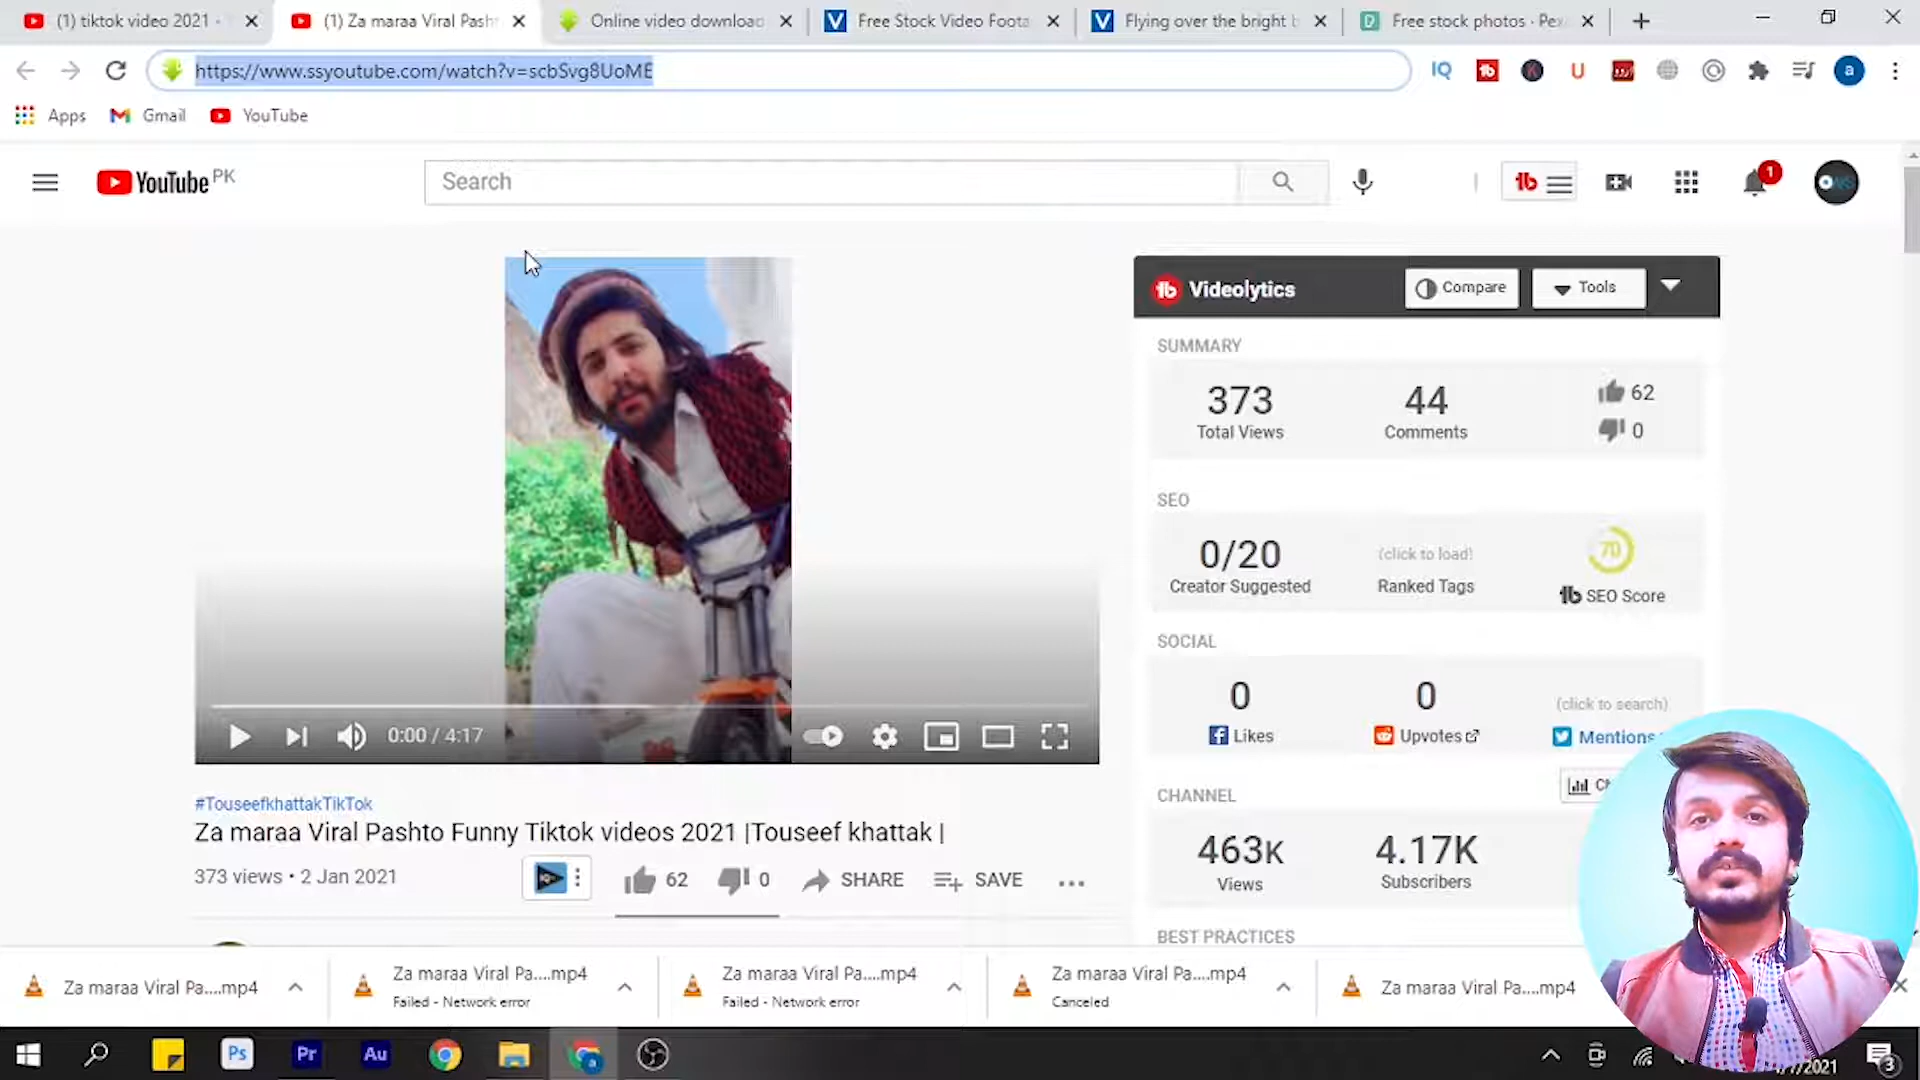 (1) tiktok video 2021 -
(1) Za maraa Viral Pasht
Online video download
Free Stock Video Foota
Flying over the bright b
Free stock photos · Pex
https://www.ssyoutube.com/watch?v=scbSvg8UoME
Apps
Gmail
YouTube
YouTube PK
Search
1
Videolytics
Compare
Tools
SUMMARY
373
Total Views
44
Comments
62
0
SEO
0/20
Creator Suggested
(click to load)
Ranked Tags
70
SEO Score
SOCIAL
0
Likes
0
Upvotes
(click to search)
Mentions
CHANNEL
463K
Views
4.17K
Subscribers
BEST PRACTICES
0:00 / 4:17
#TouseefkhattakTikTok
Za maraa Viral Pashto Funny Tiktok videos 2021 |Touseef khattak |
373 views • 2 Jan 2021
62
0
SHARE
SAVE
Za maraa Viral Pa....mp4
Za maraa Viral Pa....mp4
Failed - Network error
Za maraa Viral Pa....mp4
Failed - Network error
Za maraa Viral Pa....mp4
Canceled
Za maraa Viral Pa....mp4
Ps
Pr
Au
3